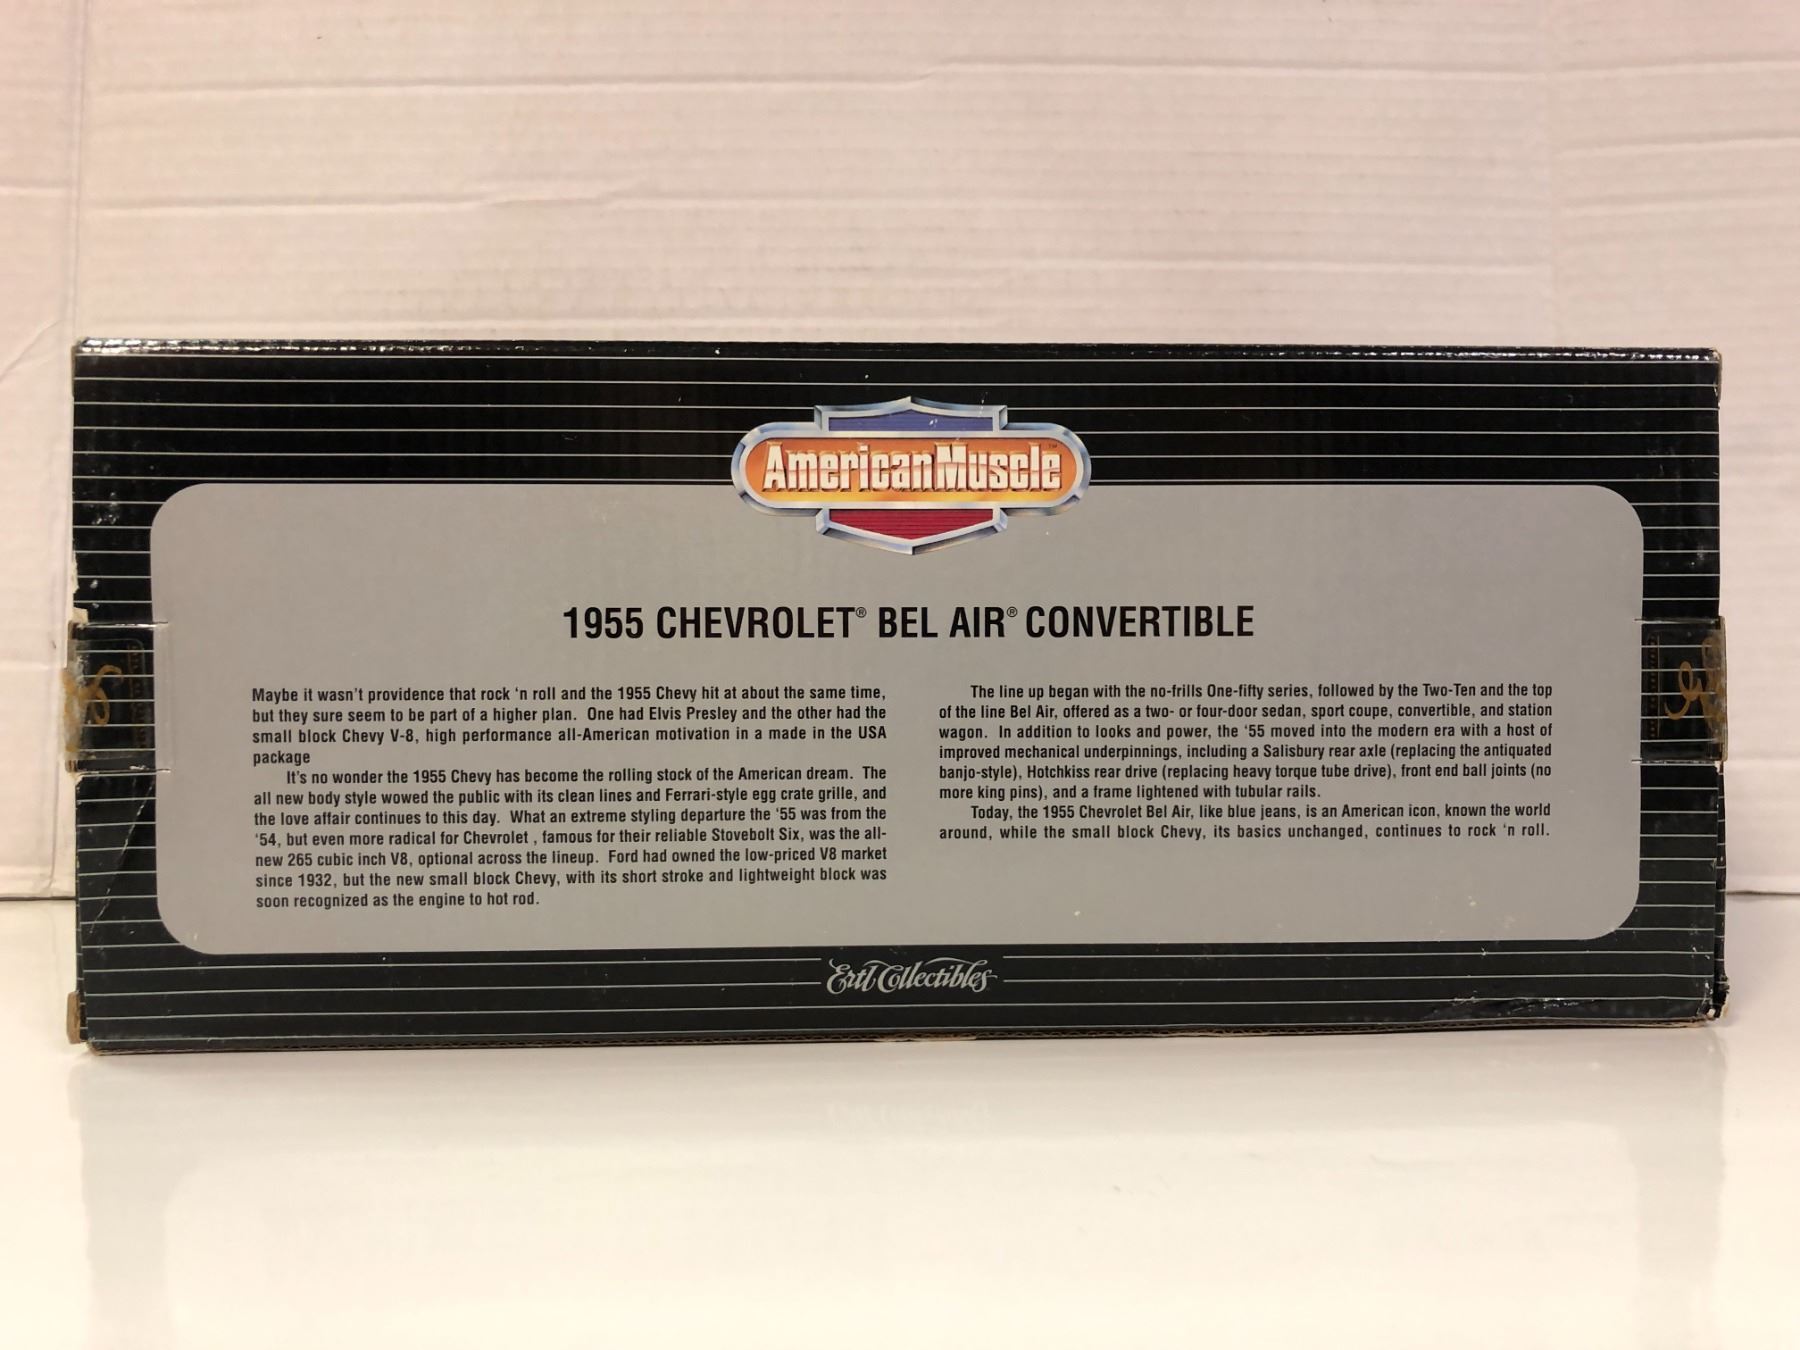 AmericanMuscle™
1955 CHEVROLET® BEL AIR® CONVERTIBLE
Maybe it wasn't providence that rock 'n roll and the 1955 Chevy hit at about the same time,
but they sure seem to be part of a higher plan. One had Elvis Presley and the other had the
small block Chevy V-8, high performance all-American motivation in a made in the USA
package
It's no wonder the 1955 Chevy has become the rolling stock of the American dream. The
all new body style wowed the public with its clean lines and Ferrari-style egg crate grille, and
the love affair continues to this day. What an extreme styling departure the '55 was from the
'54, but even more radical for Chevrolet , famous for their reliable Stovebolt Six, was the all-
new 265 cubic inch V8, optional across the lineup. Ford had owned the low-priced V8 market
since 1932, but the new small block Chevy, with its short stroke and lightweight block was
soon recognized as the engine to hot rod.
The line up began with the no-frills One-fifty series, followed by the Two-Ten and the top
of the line Bel Air, offered as a two- or four-door sedan, sport coupe, convertible, and station
wagon. In addition to looks and power, the '55 moved into the modern era with a host of
improved mechanical underpinnings, including a Salisbury rear axle (replacing the antiquated
banjo-style), Hotchkiss rear drive (replacing heavy torque tube drive), front end ball joints (no
more king pins), and a frame lightened with tubular rails.
Today, the 1955 Chevrolet Bel Air, like blue jeans, is an American icon, known the world
around, while the small block Chevy, its basics unchanged, continues to rock 'n roll.
Ertl Collectibles